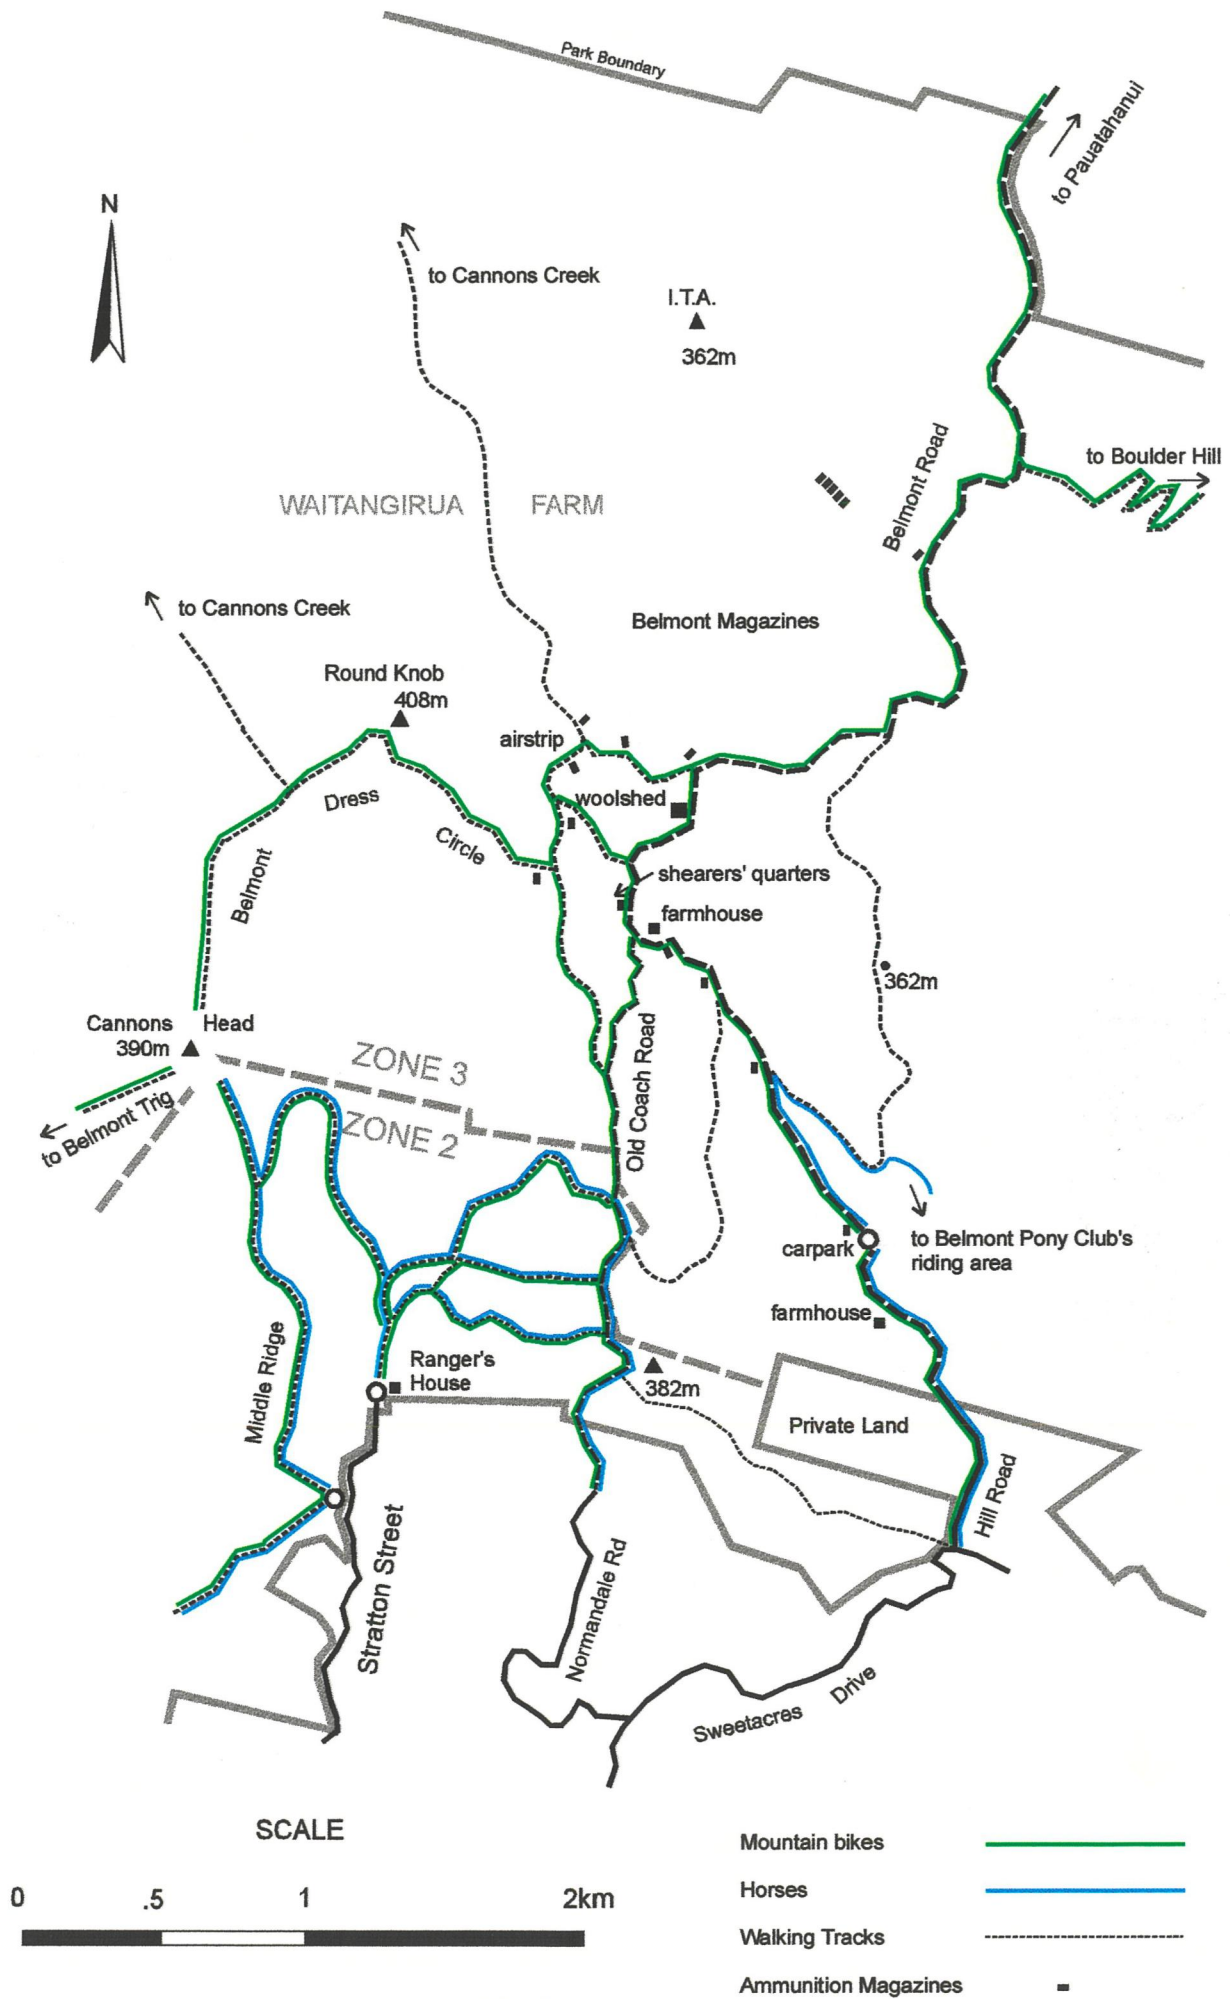 Park Boundary
to Pauatahanui
N
to Cannons Creek
I.T.A.
362m
Belmont Road
to Boulder Hill
WAITANGIRUA FARM
to Cannons Creek
Belmont Magazines
Round Knob
408m
airstrip
woolshed
Dress
Circle
Belmont
shearers' quarters
farmhouse
362m
Cannons Head
390m
ZONE 3
Old Coach Road
to Belmont Trig
ZONE 2
carpark
to Belmont Pony Club's
riding area
farmhouse
Middle Ridge
Ranger's
House
382m
Private Land
Hill Road
Stratton Street
Normandale Rd
Sweetacres Drive
SCALE
0 .5 1 2km
Mountain bikes
Horses
Walking Tracks
Ammunition Magazines